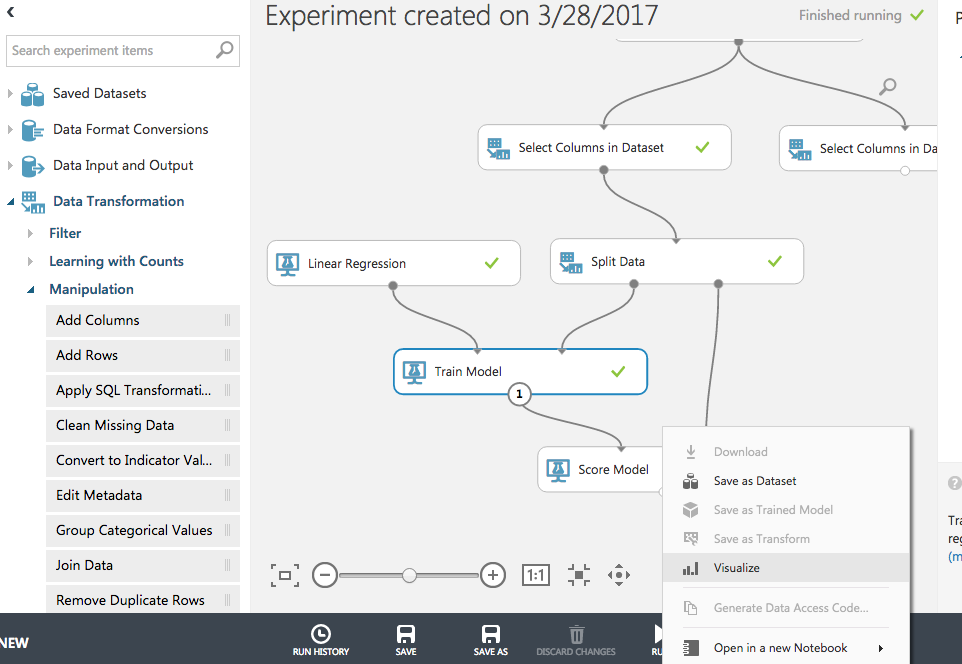 Experiment created on 3/28/2017
Finished running
Search experiment items
Saved Datasets
Data Format Conversions
Data Input and Output
Data Transformation
Filter
Learning with Counts
Manipulation
Add Columns
Add Rows
Apply SQL Transformati...
Clean Missing Data
Convert to Indicator Val...
Edit Metadata
Group Categorical Values
Join Data
Remove Duplicate Rows
Select Columns in Dataset
Select Columns in Da
Linear Regression
Split Data
Train Model
1
Score Model
Download
Save as Dataset
Save as Trained Model
Save as Transform
Visualize
Generate Data Access Code...
Open in a new Notebook
1:1
P
?
Tra
reg
(m
NEW
RUN HISTORY
SAVE
SAVE AS
DISCARD CHANGES
RU